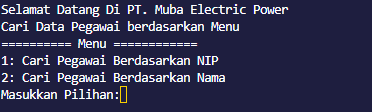 Selamat Datang Di PT. Muba Electric Power
Cari Data Pegawai berdasarkan Menu
========== Menu ============
1: Cari Pegawai Berdasarkan NIP
2: Cari Pegawai Berdasarkan Nama
Masukkan Pilihan: